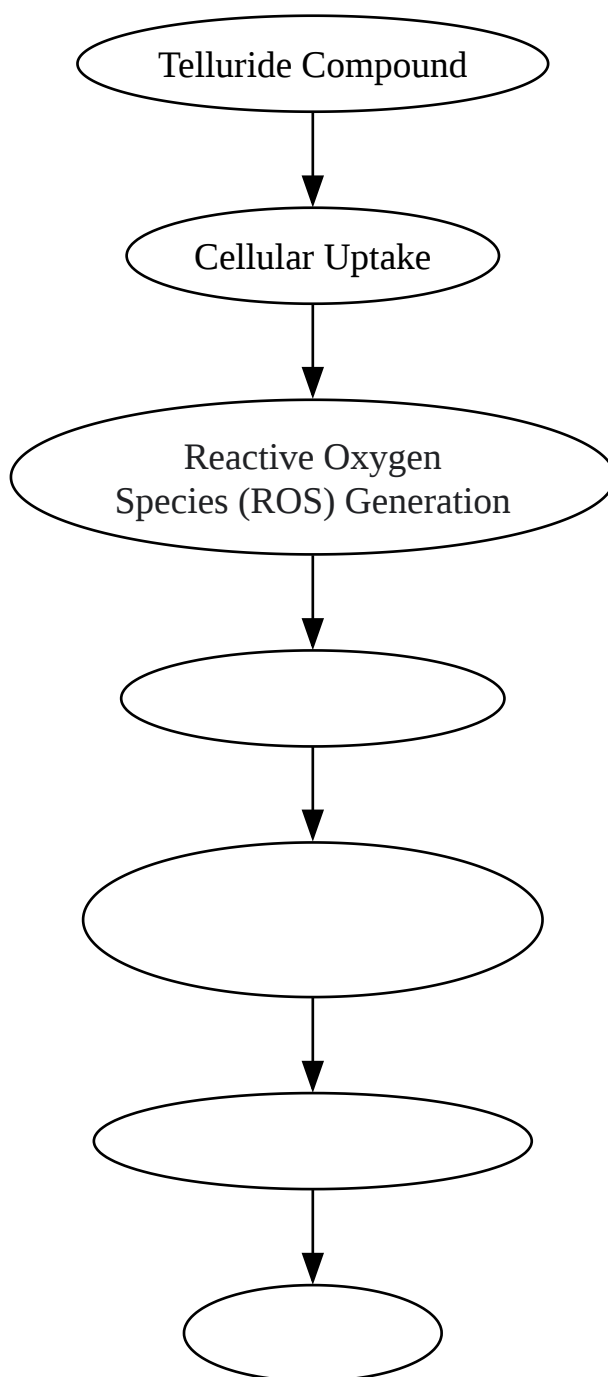 Telluride Compound
Cellular Uptake
Reactive Oxygen
Species (ROS) Generation